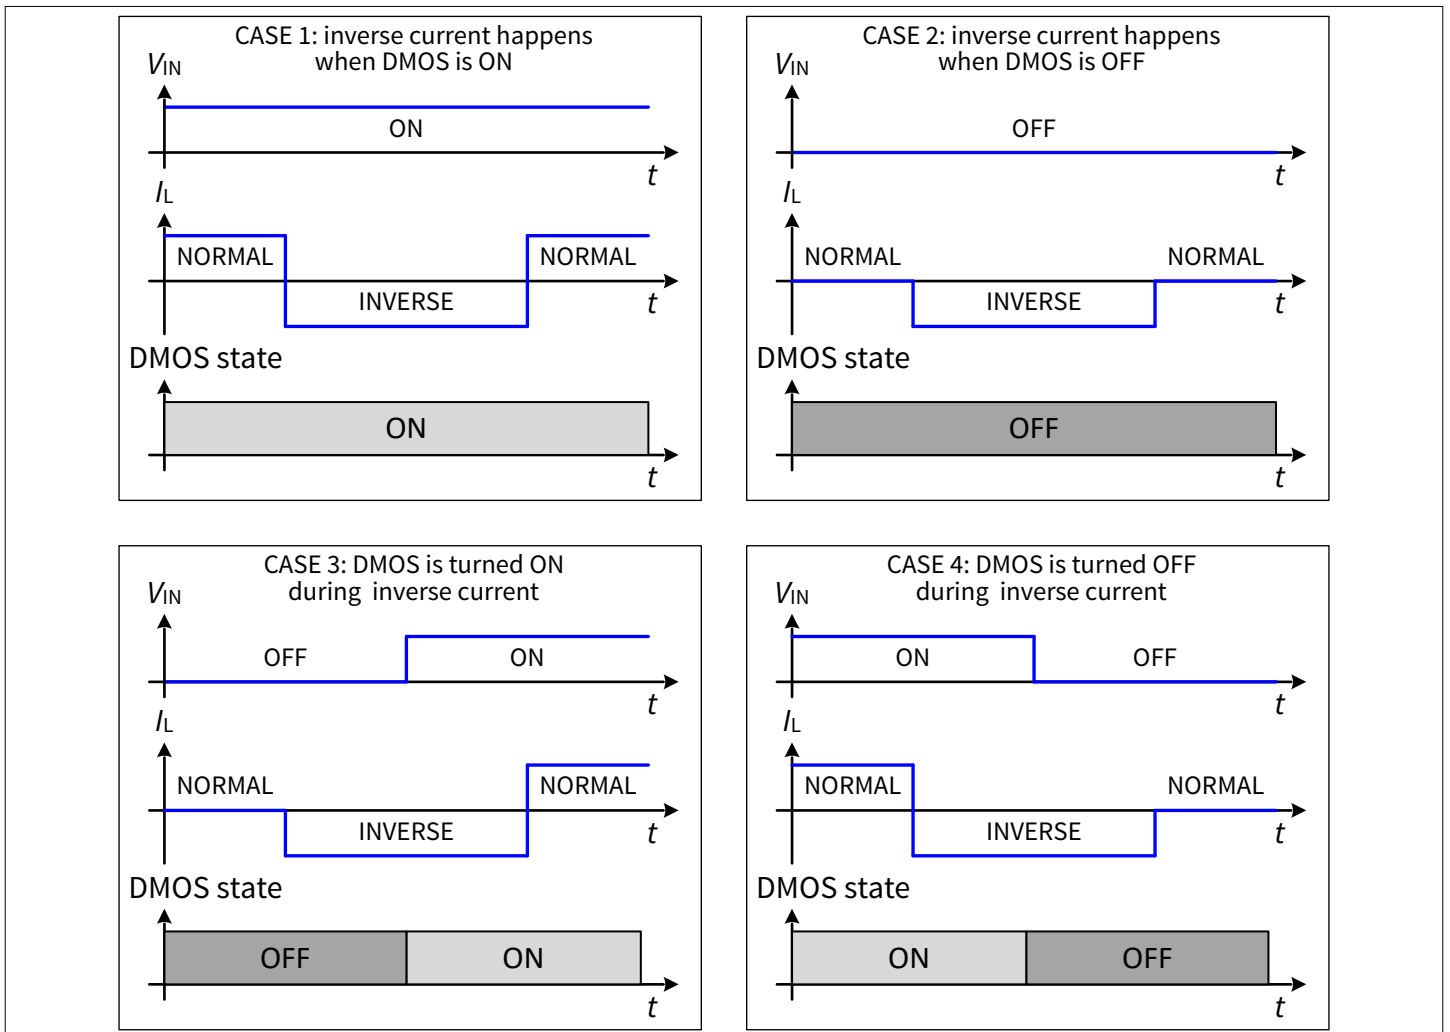 CASE 1: inverse current happens
when DMOS is ON
VIN
ON
t
IL
NORMAL
NORMAL
INVERSE
t
DMOS state
ON
t
CASE 2: inverse current happens
when DMOS is OFF
VIN
OFF
t
IL
NORMAL
NORMAL
INVERSE
t
DMOS state
OFF
t
CASE 3: DMOS is turned ON
during inverse current
VIN
OFF
ON
t
IL
NORMAL
NORMAL
INVERSE
t
DMOS state
OFF
ON
t
CASE 4: DMOS is turned OFF
during inverse current
VIN
ON
OFF
t
IL
NORMAL
NORMAL
INVERSE
t
DMOS state
ON
OFF
t